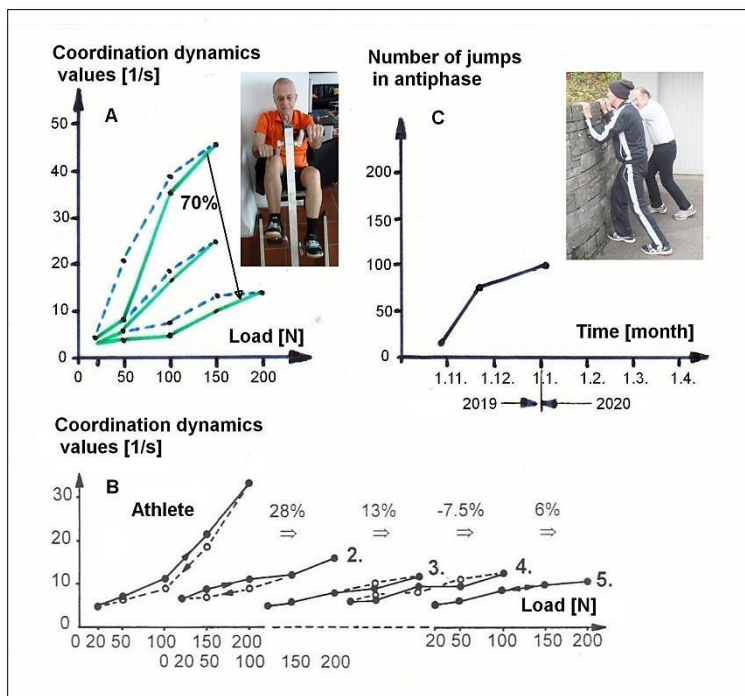 Coordination dynamics
values [1/s]
A
50
40
30
20
10
0
70%
Load [N]
0 50 100 150 200
Number of jumps
in antiphase
C
200
150
100
50
0
Time [month]
1.11. 1.12. 1.1. 1.2. 1.3. 1.4.
2019 2020
Coordination dynamics
values [1/s]
B
30
20
10
0
Athlete
28% 13% -7.5% 6%
⇒ ⇒ ⇒ ⇒
2. 3. 4. 5.
Load [N]
0 20 50 100 150 200 20 50 100 150 200
0 20 50 100 150 200